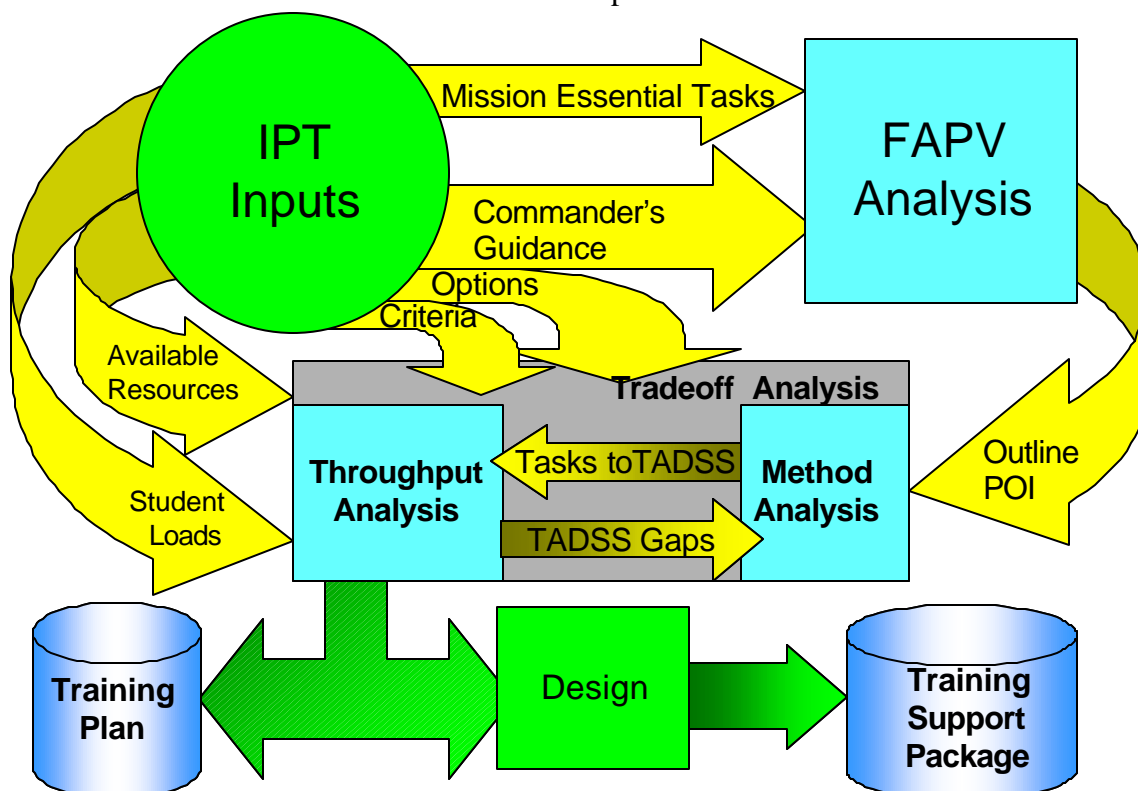 IPT
Inputs
Mission Essential Tasks
FAPV
Analysis
Commander's
Guidance
Options
Criteria
Available
Resources
Tradeoff Analysis
Student
Loads
Throughput
Analysis
Tasks toTADSS
TADSS Gaps
Method
Analysis
Outline
POI
Training
Plan
Design
Training
Support
Package